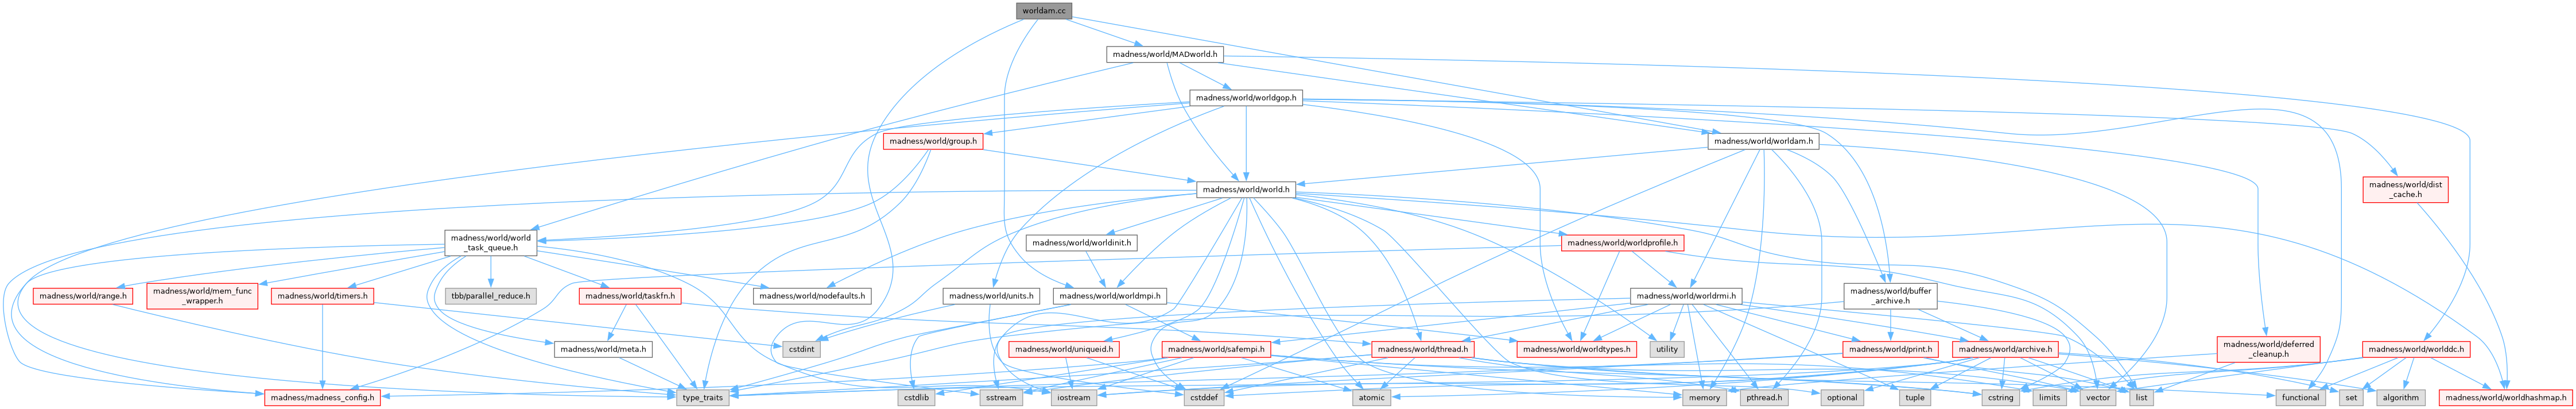 worldam.cc
madness/world/MADworld.h
madness/world/worldgop.h
madness/world/group.h
madness/world/worldam.h
madness/world/world.h
madness/world/dist
_cache.h
madness/world/world
_task_queue.h
madness/world/worldinit.h
madness/world/worldprofile.h
madness/world/range.h
madness/world/mem_func
_wrapper.h
madness/world/timers.h
tbb/parallel_reduce.h
madness/world/taskfn.h
madness/world/nodefaults.h
madness/world/units.h
madness/world/worldmpi.h
madness/world/worldrmi.h
madness/world/buffer
_archive.h
madness/world/meta.h
cstdint
madness/world/uniqueid.h
madness/world/safempi.h
madness/world/thread.h
madness/world/worldtypes.h
utility
madness/world/print.h
madness/world/archive.h
madness/world/deferred
_cleanup.h
madness/world/worlddc.h
madness/madness_config.h
type_traits
cstdlib
sstream
iostream
cstddef
atomic
memory
pthread.h
optional
tuple
cstring
limits
vector
list
functional
set
algorithm
madness/world/worldhashmap.h